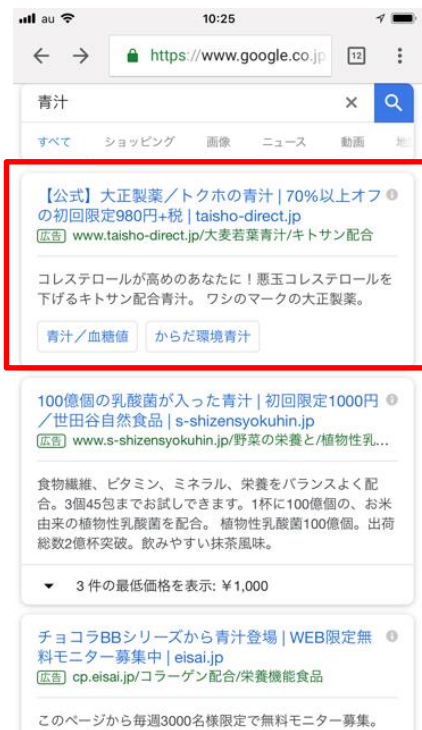 au 10:25
https://www.google.co.jp 12
青汁
すべて ショッピング 画像 ニュース 動画
【公式】大正製薬／トクホの青汁 | 70%以上オフ
の初回限定980円+税 | taisho-direct.jp
広告 www.taisho-direct.jp/大麦若葉青汁/キトサン配合
コレステロールが高めのあなたに！悪玉コレステロールを
下げるキトサン配合青汁。 ワシのマークの大正製薬。
青汁／血糖値 からだ環境青汁
100億個の乳酸菌が入った青汁 | 初回限定1000円
／世田谷自然食品 | s-shizensyokuhin.jp
広告 www.s-shizensyokuhin.jp/野菜の栄養と/植物性乳...
食物繊維、ビタミン、ミネラル、栄養をバランスよく配
合。3個45包までお試しできます。1杯に100億個の、お米
由来の植物性乳酸菌を配合。 植物性乳酸菌100億個。出荷
総数2億杯突破。飲みやすい抹茶風味。
3 件の最低価格を表示: ￥1,000
チョコラBBシリーズから青汁登場 | WEB限定無
料モニター募集中 | eisai.jp
広告 cp.eisai.jp/コラーゲン配合/栄養機能食品
このページから毎週3000名様限定で無料モニター募集。